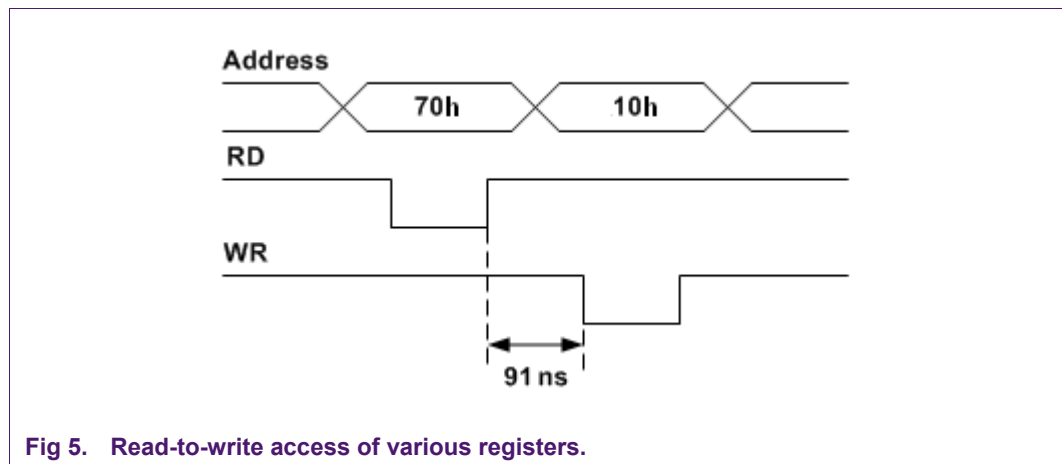 Address
70h
10h
RD
WR
91 ns
Fig 5. Read-to-write access of various registers.